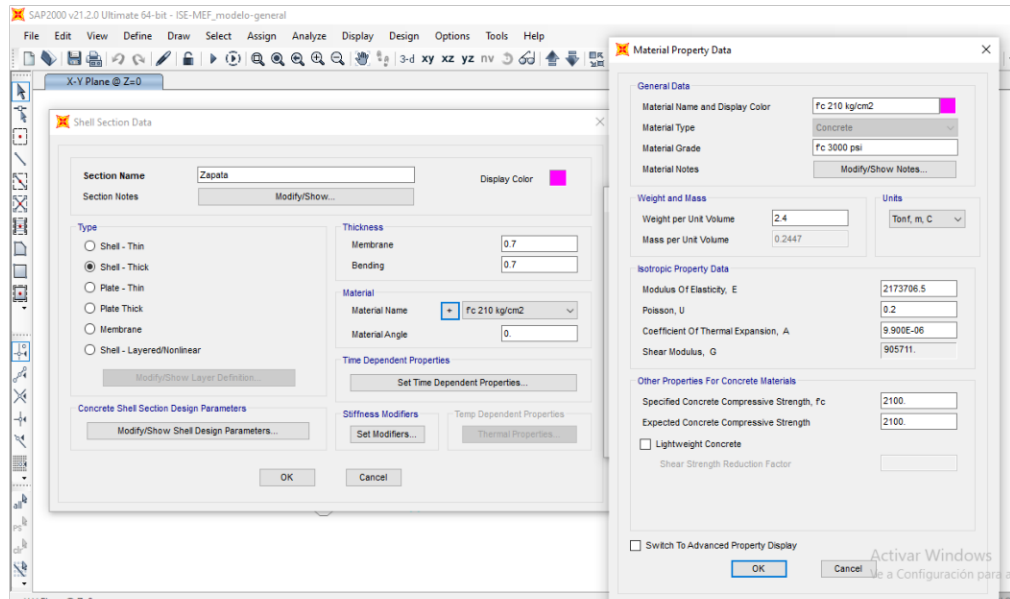 SAP2000 v21.2.0 Ultimate 64-bit - ISE-MEF_modelo-general
File Edit View Define Draw Select Assign Analyze Display Design Options Tools Help
3-d xy xz yz nv
X-Y Plane @ Z=0
Shell Section Data
Section Name Zapata Display Color
Section Notes Modify/Show...
Type
Shell - Thin
Shell - Thick
Plate - Thin
Plate Thick
Membrane
Shell - Layered/Nonlinear
Modify/Show Layer Definition...
Concrete Shell Section Design Parameters
Modify/Show Shell Design Parameters...
Thickness
Membrane 0.7
Bending 0.7
Material
Material Name + f'c 210 kg/cm2
Material Angle 0.
Time Dependent Properties
Set Time Dependent Properties...
Stiffness Modifiers
Set Modifiers...
Temp Dependent Properties
Thermal Properties...
OK Cancel
all
ps
clr
Material Property Data
General Data
Material Name and Display Color f'c 210 kg/cm2
Material Type Concrete
Material Grade f'c 3000 psi
Material Notes Modify/Show Notes...
Weight and Mass
Weight per Unit Volume 2.4
Mass per Unit Volume 0.2447
Units
Tonf, m, C
Isotropic Property Data
Modulus Of Elasticity, E 2173706.5
Poisson, U 0.2
Coefficient Of Thermal Expansion, A 9.900E-06
Shear Modulus, G 905711.
Other Properties For Concrete Materials
Specified Concrete Compressive Strength, f'c 2100.
Expected Concrete Compressive Strength 2100.
Lightweight Concrete
Shear Strength Reduction Factor
Switch To Advanced Property Display
OK Cancel
Activar Windows
Ve a Configuración para a